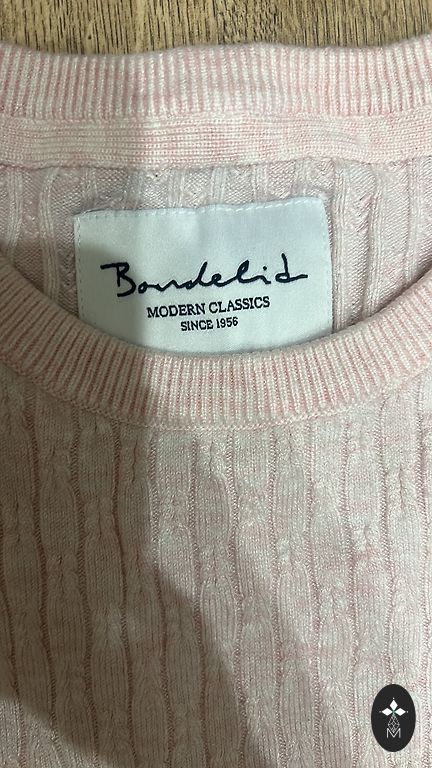 Bondelid
MODERN CLASSICS
SINCE 1956
M